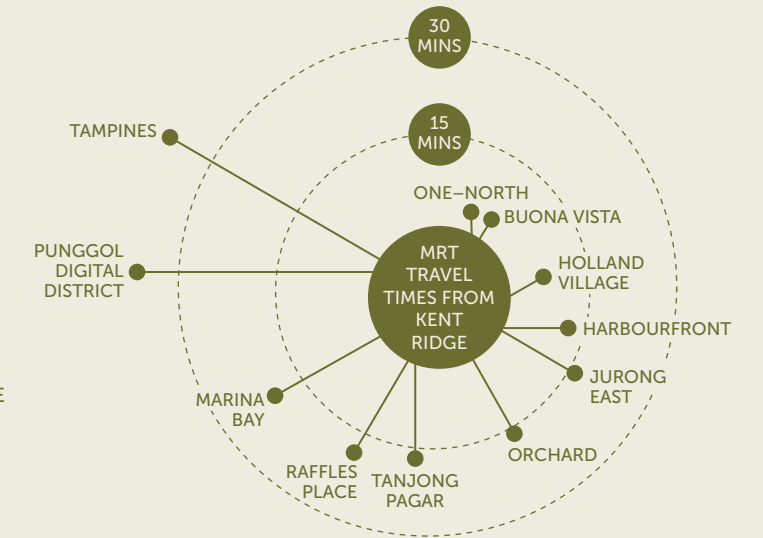 30
MINS
15
MINS
TAMPINES
ONE–NORTH
BUONA VISTA
PUNGGOL
DIGITAL
DISTRICT
MRT
TRAVEL
TIMES FROM
KENT
RIDGE
HOLLAND
VILLAGE
HARBOURFRONT
JURONG
EAST
MARINA
BAY
ORCHARD
RAFFLES
PLACE
TANJONG
PAGAR
E